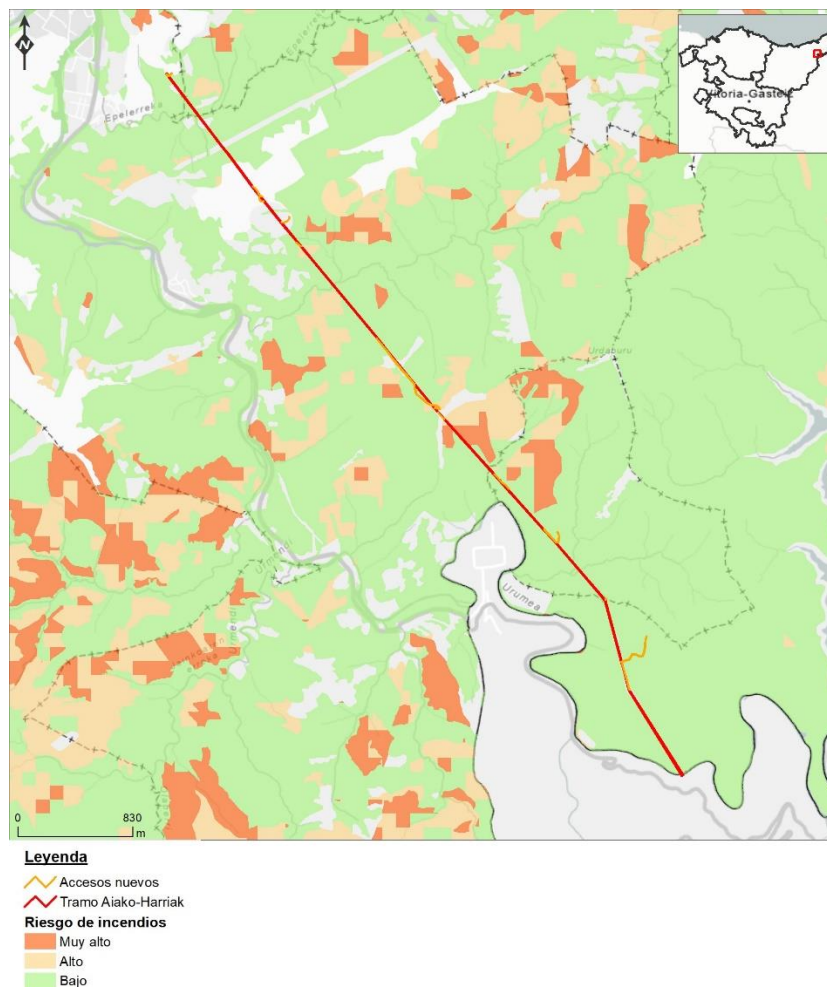 N
Vitoria-Gasteiz
Epelerreka
Epelerreka
Urdaburu
Urumea
0 830
m
Leyenda
Accesos nuevos
Tramo Aiako-Harriak
Riesgo de incendios
Muy alto
Alto
Bajo